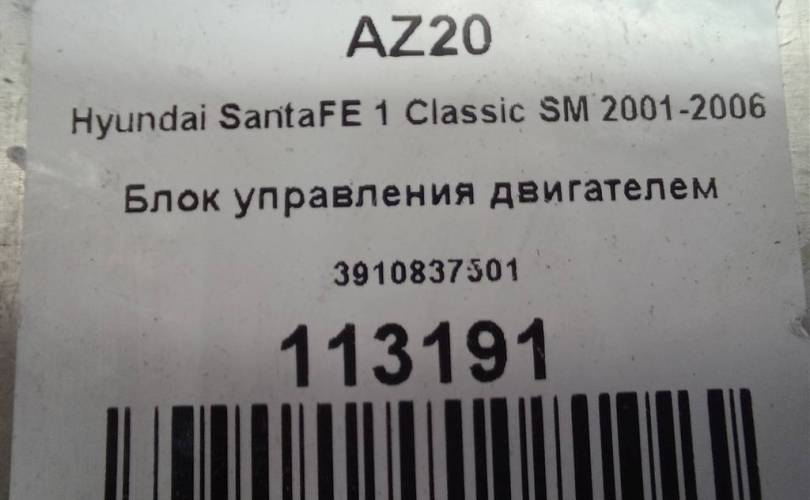 AZ20
Hyundai SantaFE 1 Classic SM 2001-2006
Блок управления двигателем
3910837501
113191